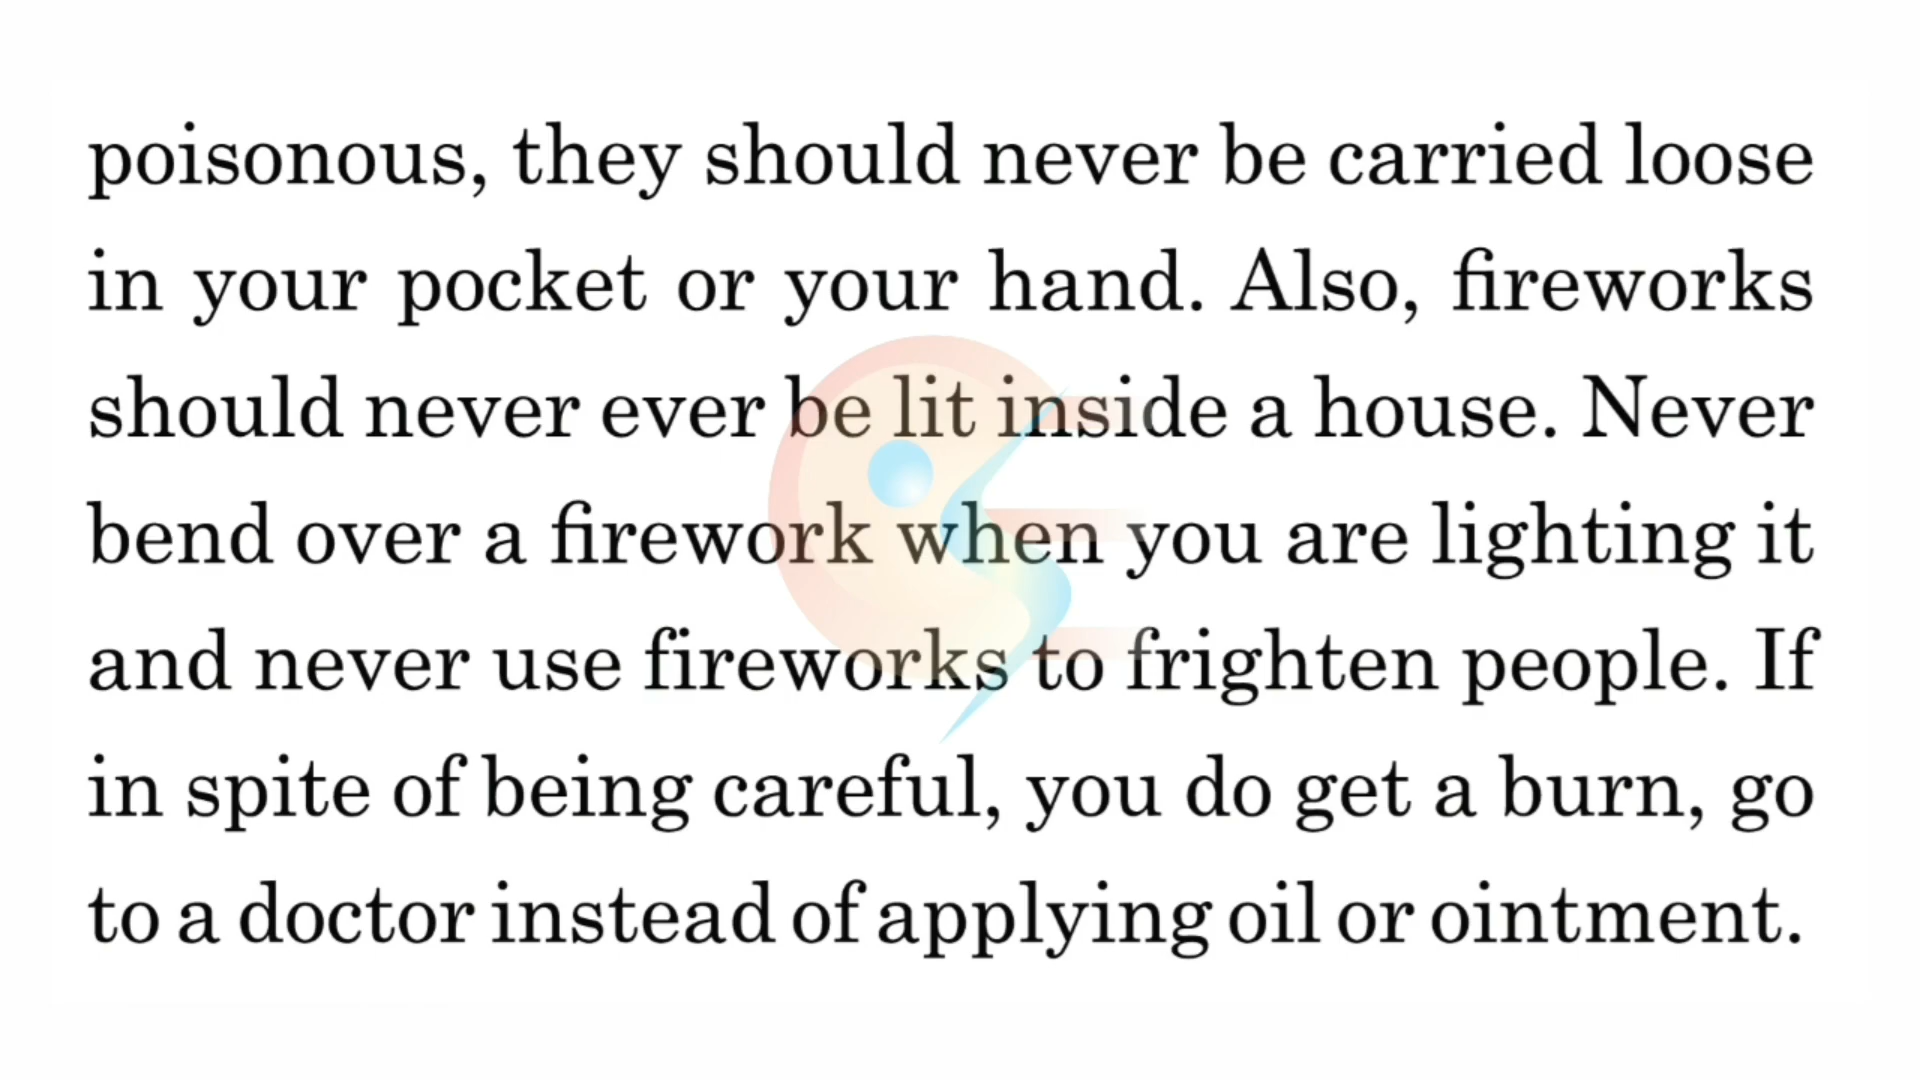 poisonous, they should never be carried loose
in your pocket or your hand. Also, fireworks
should never ever be lit inside a house. Never
bend over a firework when you are lighting it
and never use fireworks to frighten people. If
in spite of being careful, you do get a burn, go
to a doctor instead of applying oil or ointment.